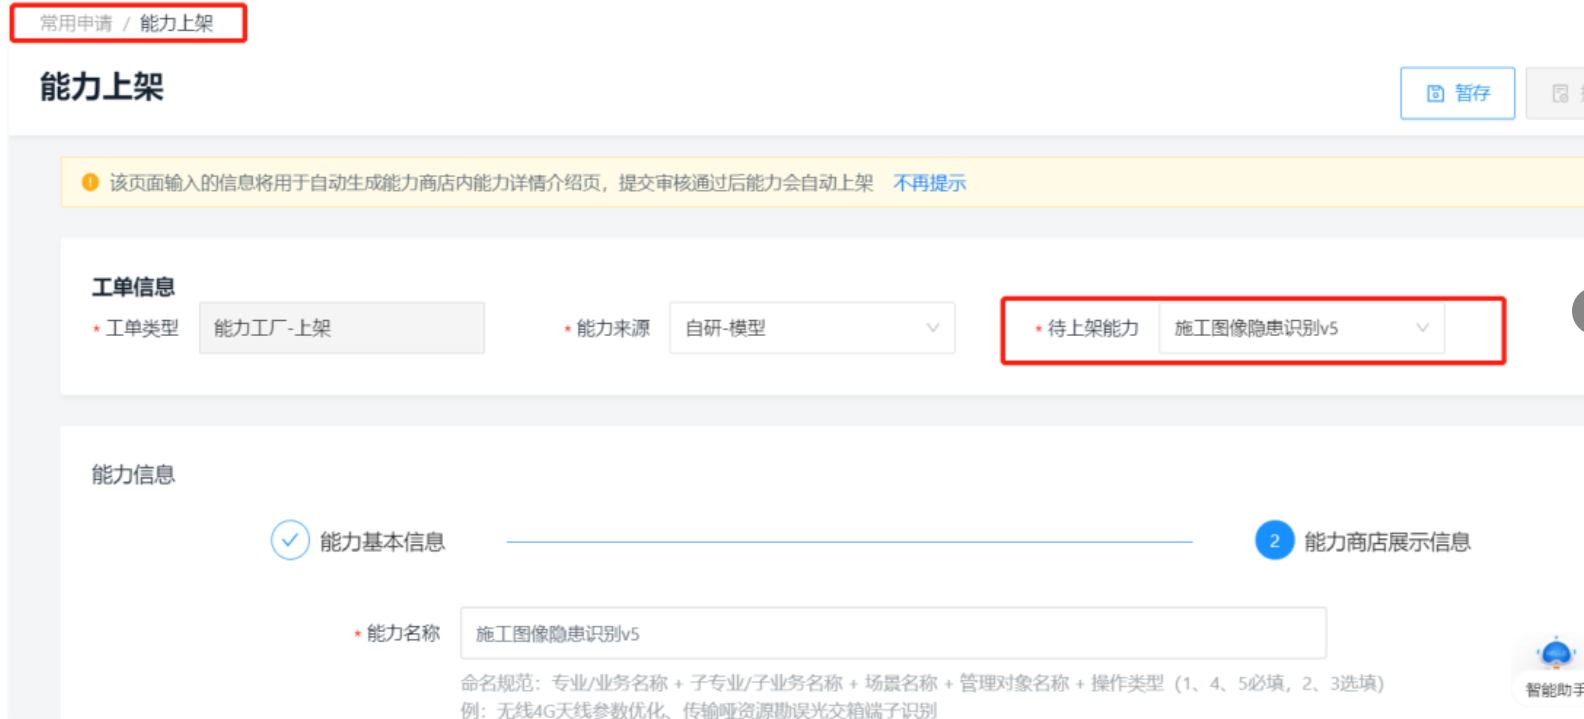 常用申请 / 能力上架
能力上架
暂存
该页面输入的信息将用于自动生成能力商店内能力详情介绍页，提交审核通过后能力会自动上架 不再提示
工单信息
* 工单类型 能力工厂-上架 * 能力来源 自研-模型 * 待上架能力 施工图像隐患识别v5
能力信息
能力基本信息 2 能力商店展示信息
* 能力名称 施工图像隐患识别v5
命名规范：专业/业务名称 + 子专业/子业务名称 + 场景名称 + 管理对象名称 + 操作类型（1、4、5必填，2、3选填）
例：无线4G天线参数优化、传输哑资源勘误光交箱端子识别
智能助手